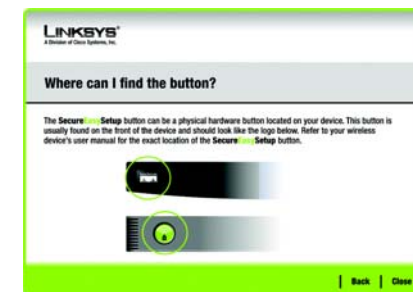 LINKSYS®
A Division of Cisco Systems, Inc.
Where can I find the button?
The SecureEasySetup button can be a physical hardware button located on your device. This button is
usually found on the front of the device and should look like the logo below. Refer to your wireless
device's user manual for the exact location of the SecureEasySetup button.
Back
Close